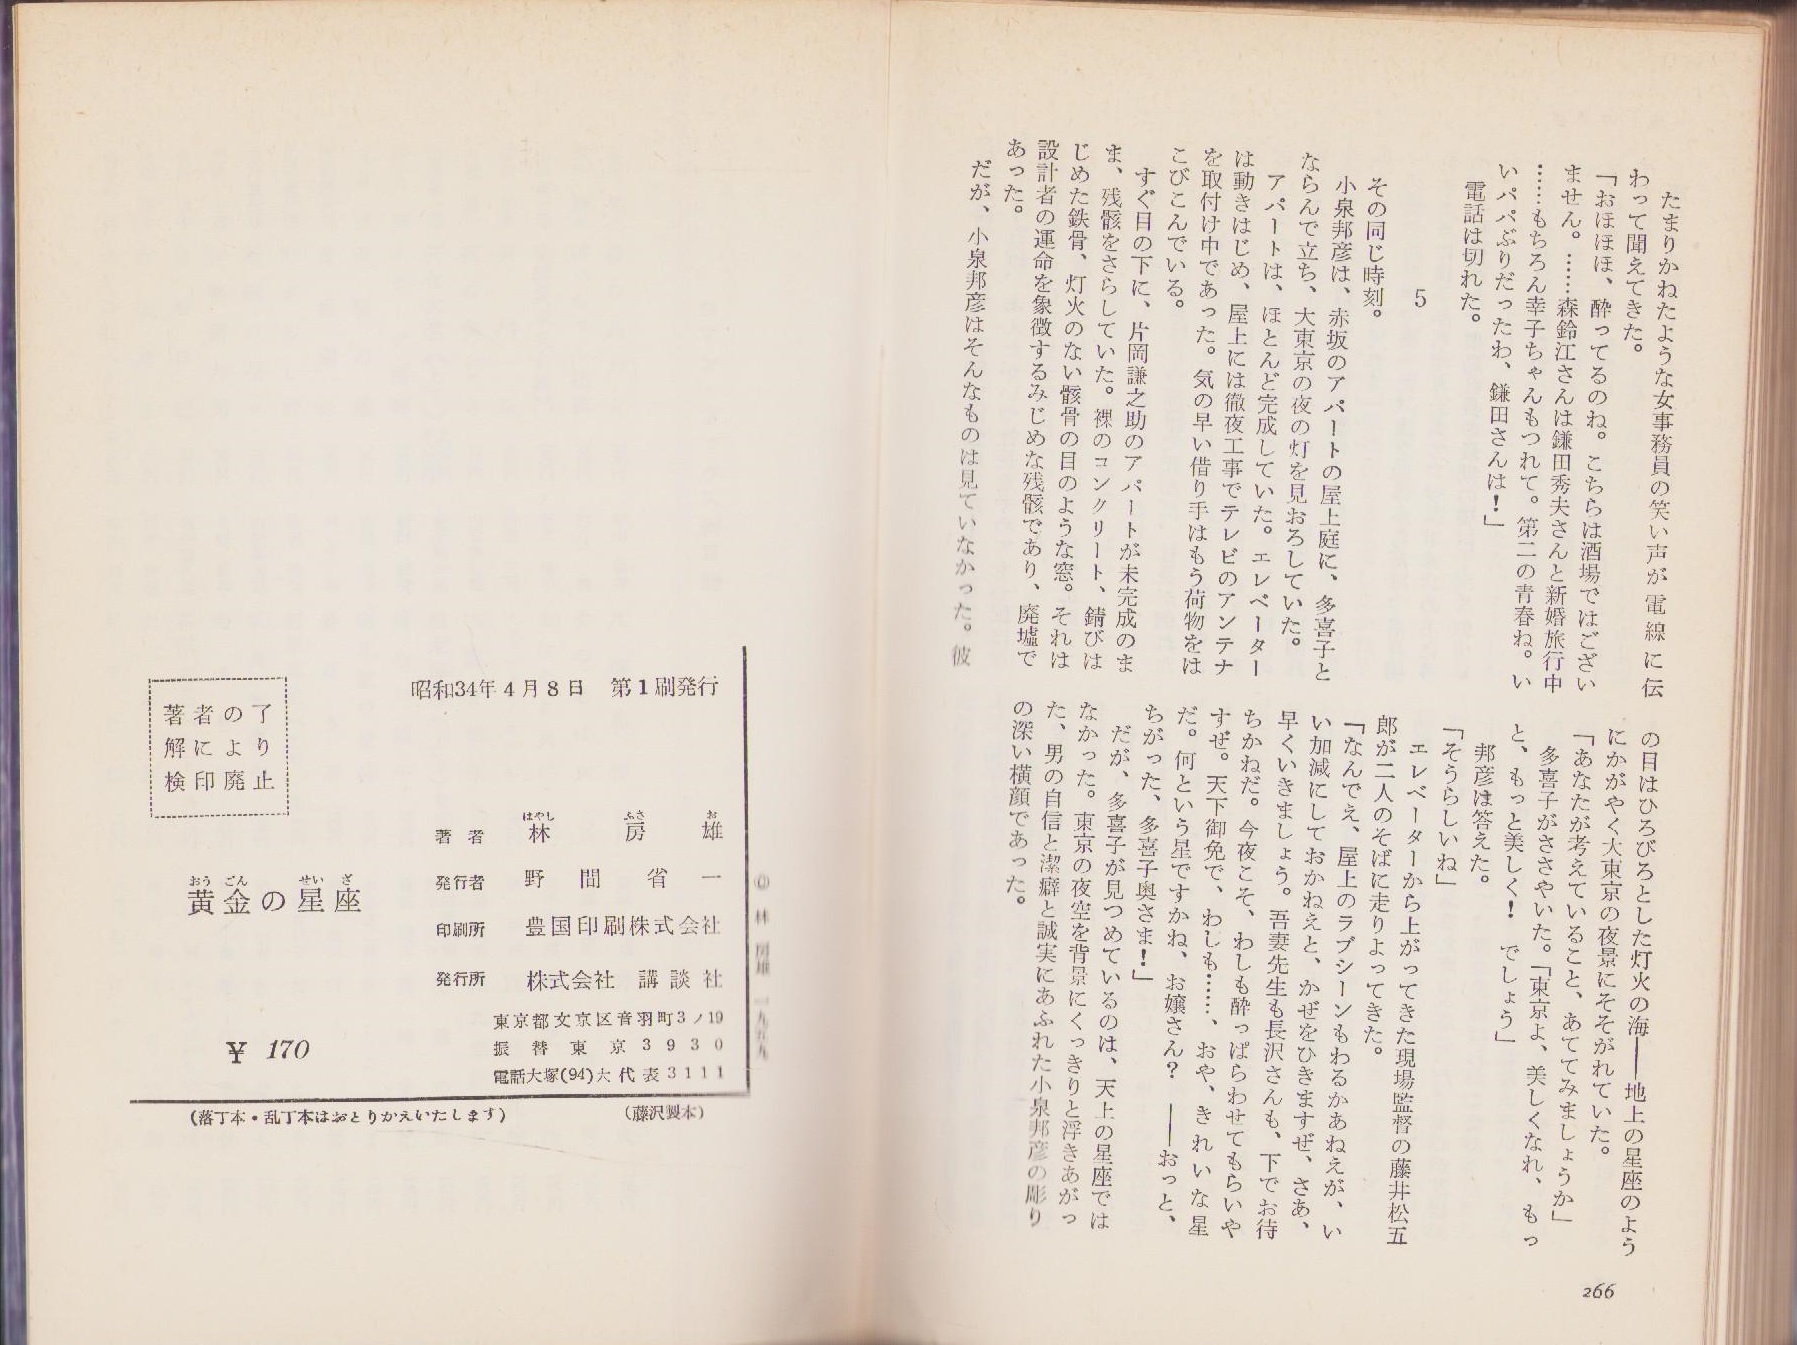 たまりかねたような女事務員の笑い声が電線に伝
わって聞えてきた。
「おほほほ、酔ってるのね。こちらは酒場ではござい
ません。……森鈴江さんは鎌田秀夫さんと新婚旅行中
……もちろん幸子ちゃんもつれて。第二の青春ね。い
いパパぶりだったわ、鎌田さんは！」
電話は切れた。
5
その同じ時刻。
小泉邦彦は、赤坂のアパートの屋上庭に、多喜子と
ならんで立ち、大東京の夜の灯を見おろしていた。
アパートは、ほとんど完成していた。エレベーター
は動きはじめ、屋上には徹夜工事でテレビのアンテナ
を取付け中であった。気の早い借り手はもう荷物をは
こびこんでいる。
すぐ目の下に、片岡謙之助のアパートが未完成のま
ま、残骸をさらしていた。裸のコンクリート、錆びは
じめた鉄骨、灯火のない骸骨の目のような窓。それは
設計者の運命を象徴するみじめな残骸であり、廃墟で
あった。
だが、小泉邦彦はそんなものは見ていなかった。彼
の目はひろびろとした灯火の海――地上の星座のよう
にかがやく大東京の夜景にそそがれていた。
「あなたが考えていること、あててみましょうか」
多喜子がささやいた。「東京よ、美しくなれ、もっ
と、もっと美しく！　でしょう」
邦彦は答えた。
「そうらしいね」
エレベーターから上がってきた現場監督の藤井松五
郎が二人のそばに走りよってきた。
「なんでえ、屋上のラブシーンもわるかあねえが、い
い加減にしておかねえと、かぜをひきますぜ、さあ、
早くいきましょう。吾妻先生も長沢さんも、下でお待
ちかねだ。今夜こそ、わしも酔っぱらわせてもらいや
すぜ。天下御免で、わしも……、おや、きれいな星
だ。何という星ですかね、お嬢さん？　――おっと、
ちがった、多喜子奥さま！」
だが、多喜子が見つめているのは、天上の星座では
なかった。東京の夜空を背景にくっきりと浮きあがっ
た、男の自信と潔癖と誠実にあふれた小泉邦彦の彫り
の深い横顔であった。
266
© 林 房雄 一九五九
昭和34年4月8日　第1刷発行
著者の了
解により
検印廃止
著者　林房雄
はやし ふさ お
発行者　野間省一
印刷所　豊国印刷株式会社
発行所　株式会社 講談社
東京都文京区音羽町3ノ19
振替東京3930
電話大塚(94)大代表3111
おう ごん せい ざ
黄金の星座
¥ 170
(落丁本・乱丁本はおとりかえいたします)
(藤沢製本)